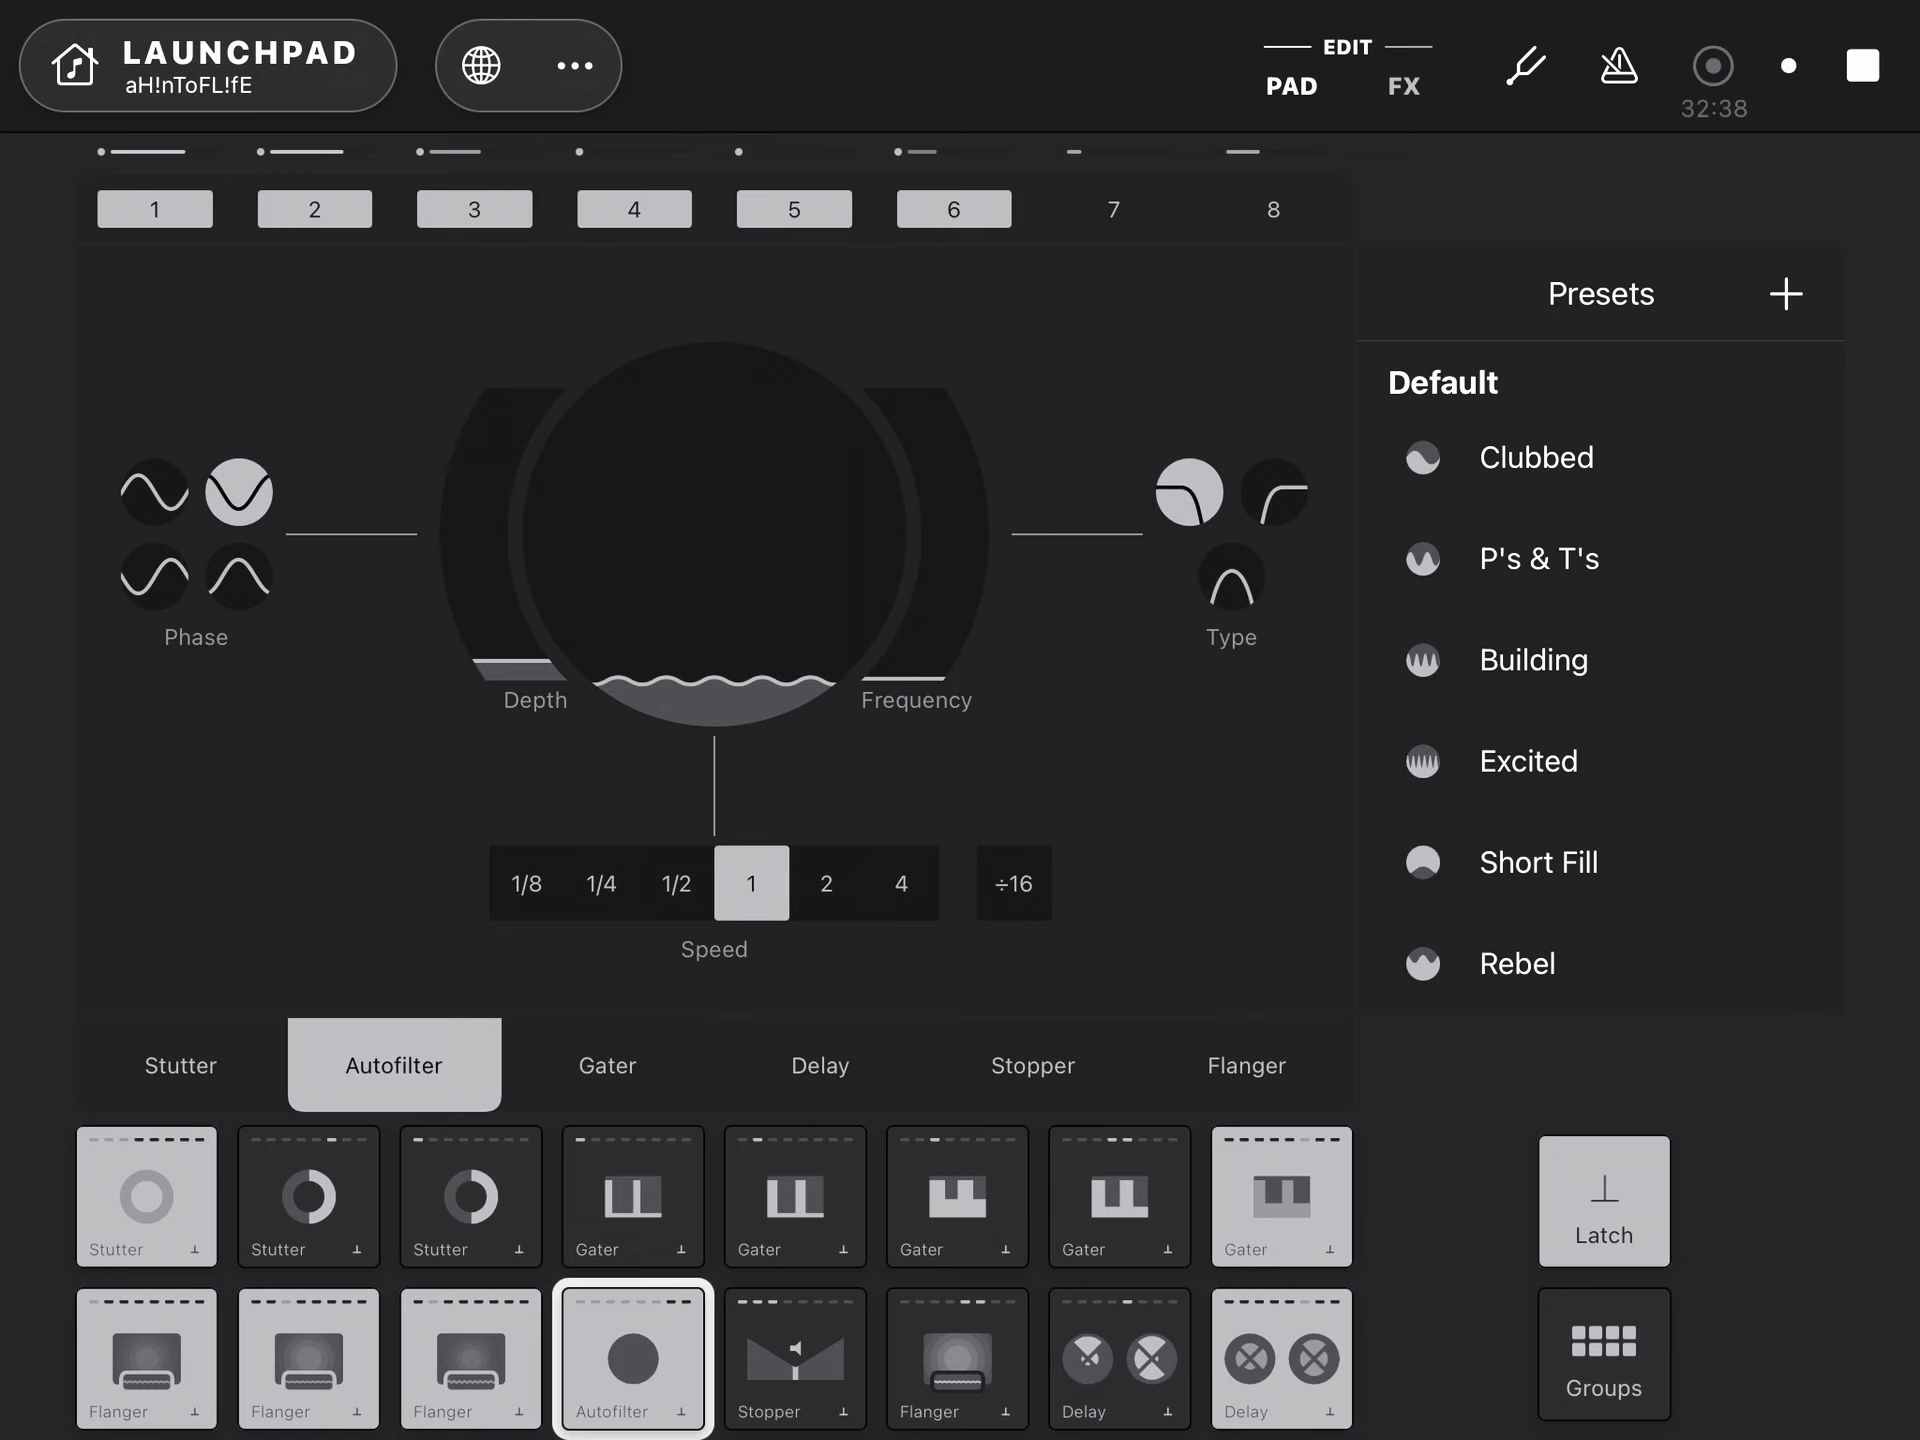 LAUNCHPAD
aH!nToFL!fE
EDIT
PAD FX
32:38
1 2 3 4 5 6 7 8
Presets
Default
Clubbed
P's & T's
Building
Excited
Short Fill
Rebel
Phase
Type
Depth
Frequency
1/8 1/4 1/2 1 2 4 ÷16
Speed
Stutter Autofilter Gater Delay Stopper Flanger
Stutter Stutter Stutter Gater Gater Gater Gater Gater
Latch
Flanger Flanger Flanger Autofilter Stopper Flanger Delay Delay
Groups